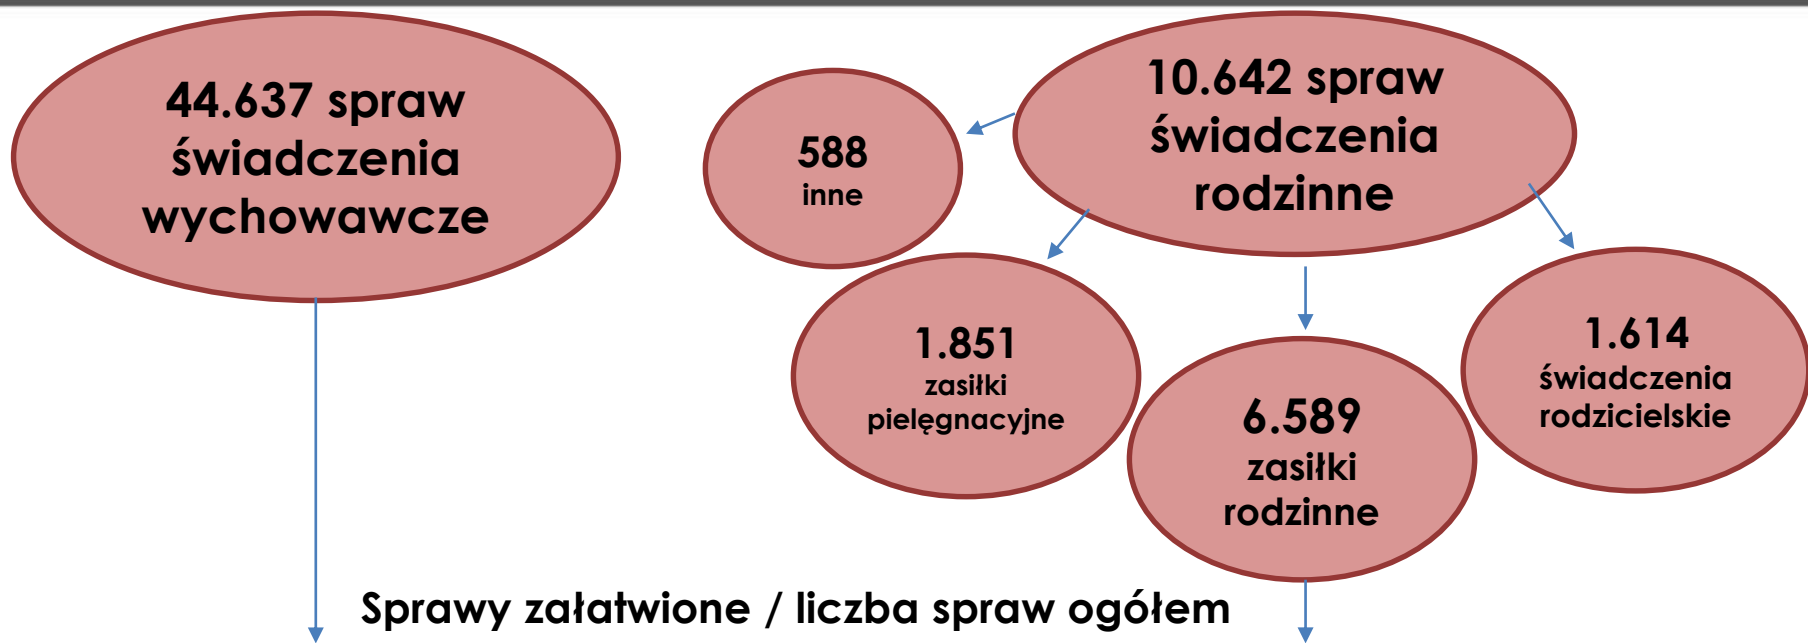 44.637 spraw
świadczenia
wychowawcze
10.642 spraw
świadczenia
rodzinne
588
inne
1.851
zasiłki
pielęgnacyjne
6.589
zasiłki
rodzinne
1.614
świadczenia
rodzicielskie
Sprawy załatwione / liczba spraw ogółem